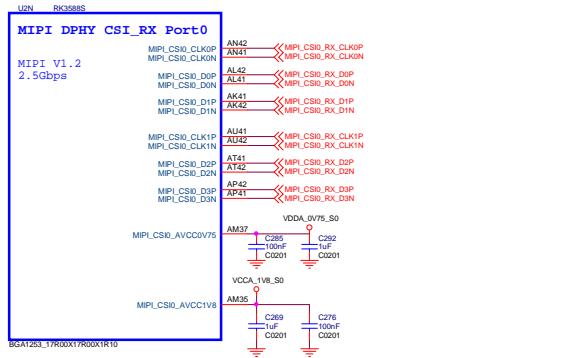 U2N RK3588S
MIPI DPHY CSI_RX Port0
MIPI V1.2
2.5Gbps
MIPI_CSI0_CLK0P AN42 MIPI_CSI0_RX_CLK0P
MIPI_CSI0_CLK0N AN41 MIPI_CSI0_RX_CLK0N
MIPI_CSI0_D0P AL42 MIPI_CSI0_RX_D0P
MIPI_CSI0_D0N AL41 MIPI_CSI0_RX_D0N
MIPI_CSI0_D1P AK41 MIPI_CSI0_RX_D1P
MIPI_CSI0_D1N AK42 MIPI_CSI0_RX_D1N
MIPI_CSI0_CLK1P AU41 MIPI_CSI0_RX_CLK1P
MIPI_CSI0_CLK1N AU42 MIPI_CSI0_RX_CLK1N
MIPI_CSI0_D2P AT41 MIPI_CSI0_RX_D2P
MIPI_CSI0_D2N AT42 MIPI_CSI0_RX_D2N
MIPI_CSI0_D3P AP42 MIPI_CSI0_RX_D3P
MIPI_CSI0_D3N AP41 MIPI_CSI0_RX_D3N
VDDA_0V75_S0
MIPI_CSI0_AVCC0V75 AM37
C285 C292
100nF 1uF
C0201 C0201
VCCA_1V8_S0
MIPI_CSI0_AVCC1V8 AM35
C269 C276
1uF 100nF
C0201 C0201
BGA1253_17R00X17R00X1R10